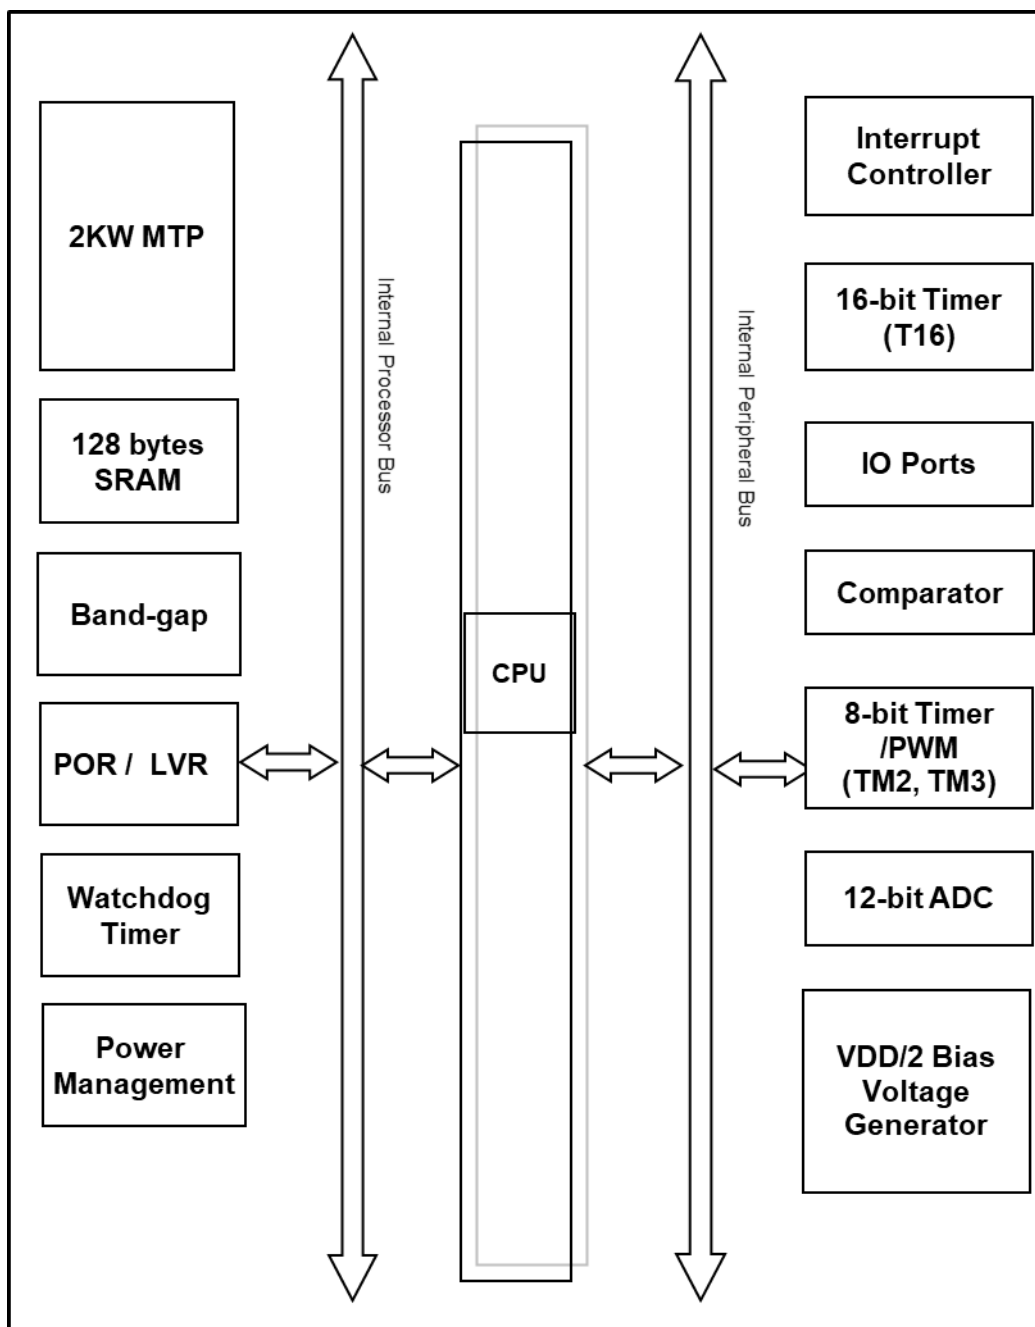 2KW MTP
128 bytes
SRAM
Band-gap
POR /  LVR
Watchdog
Timer
Power
Management
Internal Processor Bus
CPU
Internal Peripheral Bus
Interrupt
Controller
16-bit Timer
(T16)
IO Ports
Comparator
8-bit Timer
/PWM
(TM2, TM3)
12-bit ADC
VDD/2 Bias
Voltage
Generator